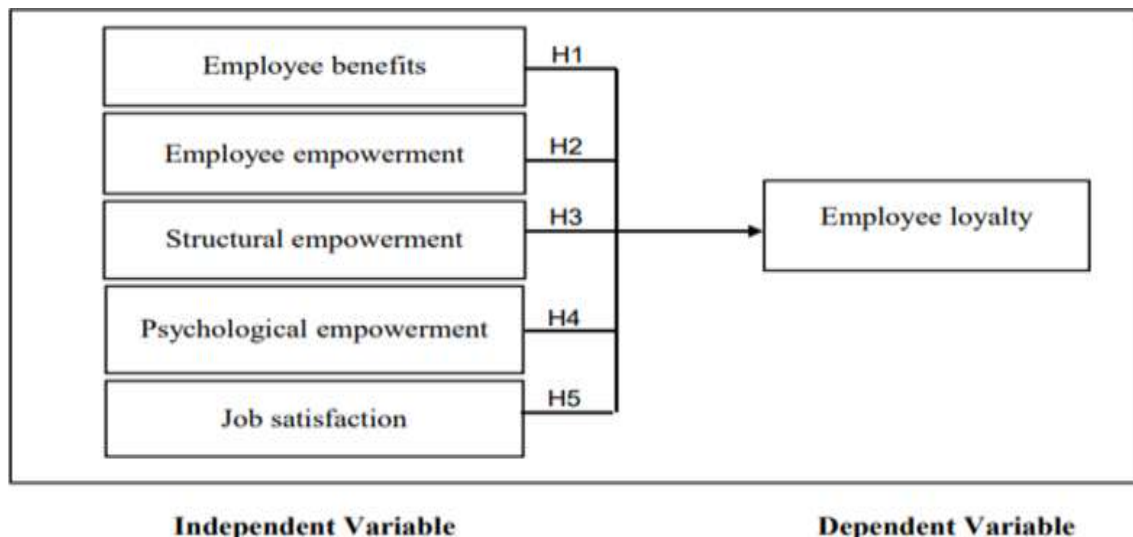 Employee benefits
H1
Employee empowerment
H2
Structural empowerment
H3
Psychological empowerment
H4
Job satisfaction
H5
Employee loyalty
Independent Variable
Dependent Variable